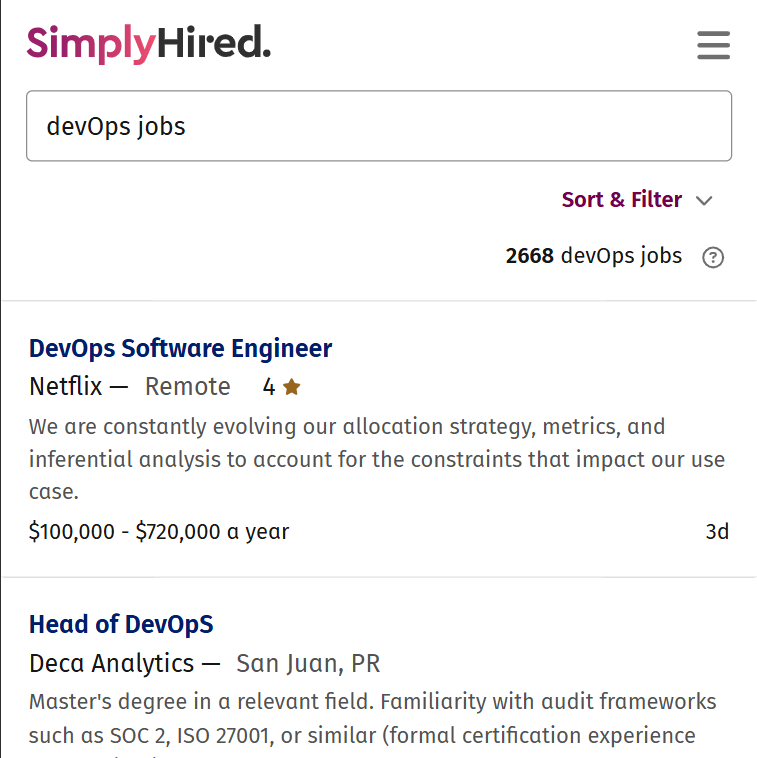 SimplyHired.
devOps jobs
Sort & Filter
2668 devOps jobs
DevOps Software Engineer
Netflix — Remote 4
We are constantly evolving our allocation strategy, metrics, and
inferential analysis to account for the constraints that impact our use
case.
$100,000 - $720,000 a year 3d
Head of DevOpS
Deca Analytics — San Juan, PR
Master's degree in a relevant field. Familiarity with audit frameworks
such as SOC 2, ISO 27001, or similar (formal certification experience